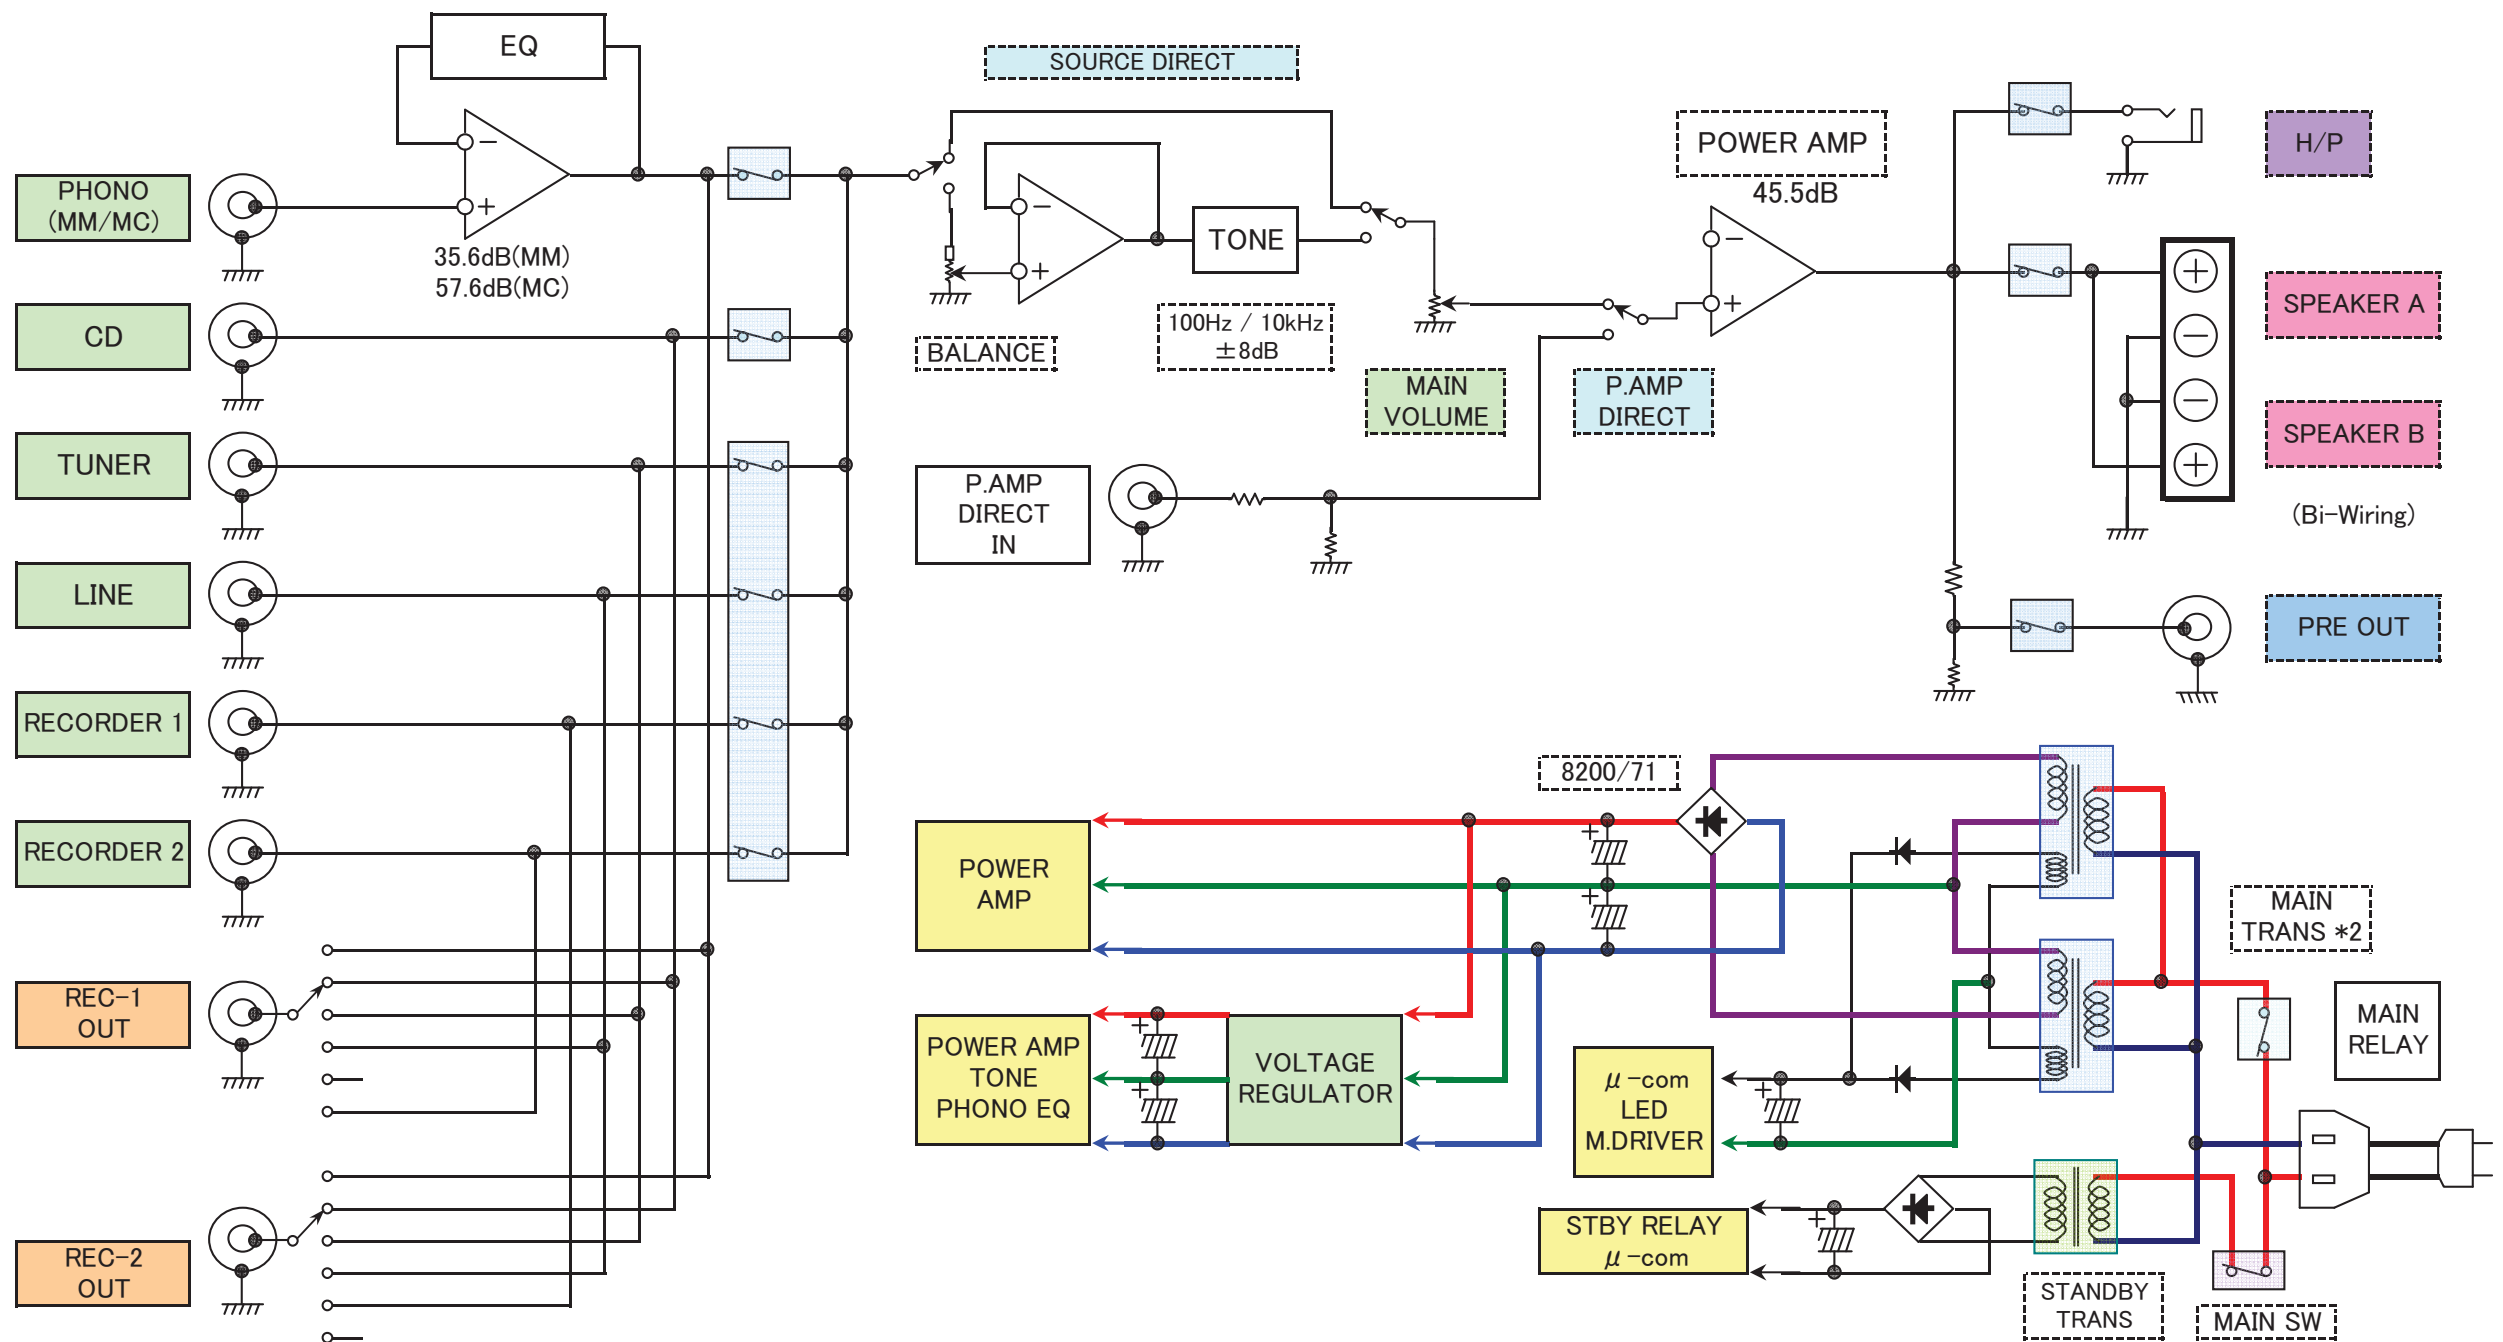 EQ
SOURCE DIRECT
POWER AMP
45.5dB
H/P
PHONO
(MM/MC)
35.6dB(MM)
57.6dB(MC)
TONE
CD
BALANCE
100Hz / 10kHz
±8dB
MAIN
VOLUME
P.AMP
DIRECT
SPEAKER A
SPEAKER B
(Bi-Wiring)
TUNER
P.AMP
DIRECT
IN
LINE
PRE OUT
RECORDER 1
RECORDER 2
8200/71
POWER
AMP
MAIN
TRANS *2
REC-1
OUT
POWER AMP
TONE
PHONO EQ
VOLTAGE
REGULATOR
μ-com
LED
M.DRIVER
MAIN
RELAY
REC-2
OUT
STBY RELAY
μ-com
STANDBY
TRANS
MAIN SW